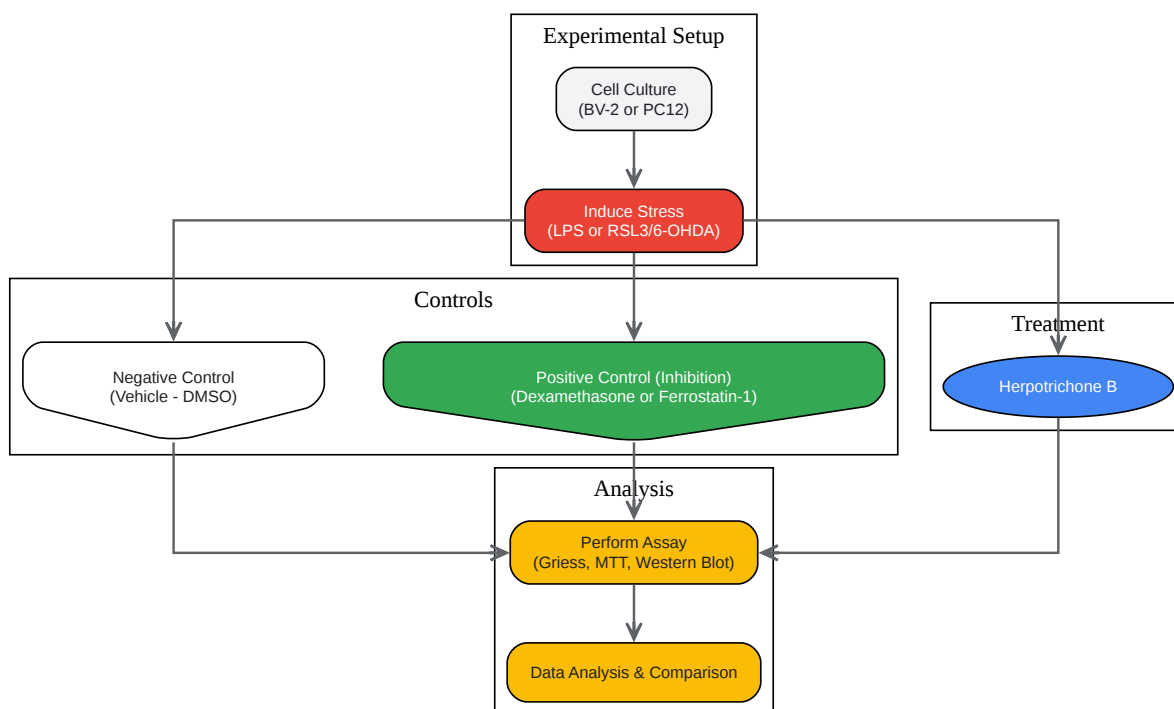 Experimental Setup
Cell Culture
(BV-2 or PC12)
Induce Stress
(LPS or RSL3/6-OHDA)
Controls
Treatment
Negative Control
(Vehicle - DMSO)
Positive Control (Inhibition)
(Dexamethasone or Ferrostatin-1)
Herpotrichone B
Analysis
Perform Assay
(Griess, MTT, Western Blot)
Data Analysis & Comparison